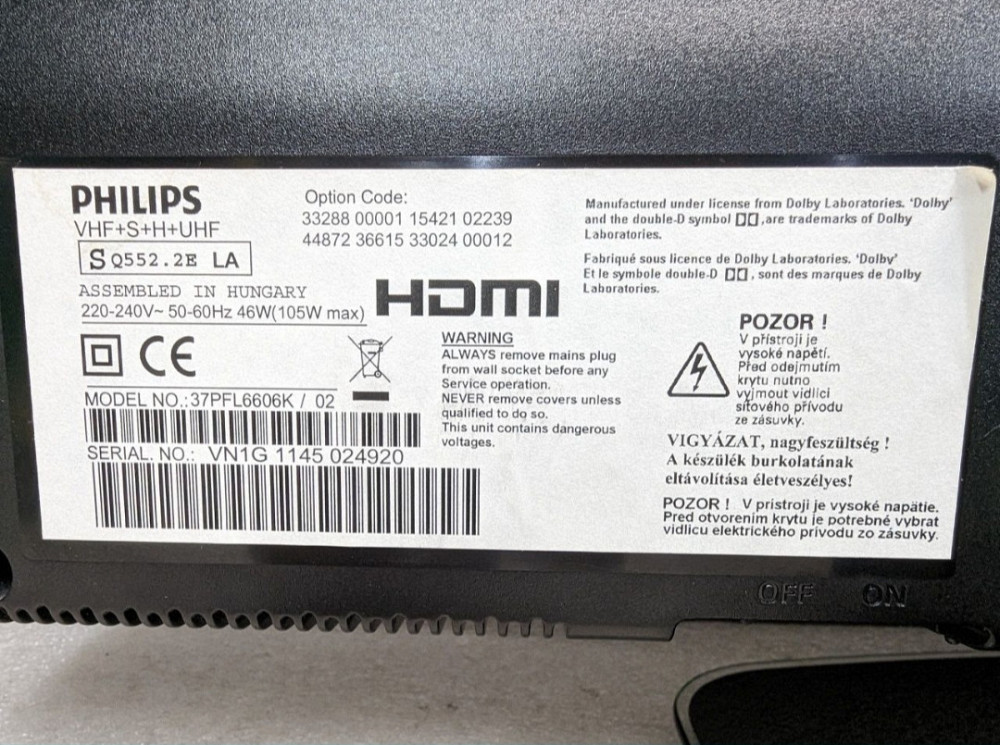 PHILIPS
VHF+S+H+UHF
S Q552.2E LA
ASSEMBLED IN HUNGARY
220-240V~ 50-60Hz 46W(105W max)
Option Code:
33288 00001 15421 02239
44872 36615 33024 00012
HDMI
CE
MODEL NO.:37PFL6606K / 02
SERIAL. NO.: VN1G 1145 024920
WARNING
ALWAYS remove mains plug
from wall socket before any
Service operation.
NEVER remove covers unless
qualified to do so.
This unit contains dangerous
voltages.
Manufactured under license from Dolby Laboratories. ‘Dolby’
and the double-D symbol ,are trademarks of Dolby
Laboratories.
Fabriqué sous licence de Dolby Laboratories. ‘Dolby’
Et le symbole double-D , sont des marques de Dolby
Laboratories.
POZOR !
V přístroji je
vysoké napětí.
Před odejmutím
krytu nutno
vyjmout vidlici
síťového přívodu
ze zásuvky.
VIGYÁZAT, nagyfeszültség !
A készülék burkolatának
eltávolítása életveszélyes!
POZOR ! V prístroji je vysoké napätie.
Pred otvorením krytu je potrebné vybrat
vidlicu elektrického prívodu zo zásuvky.
OFF ON